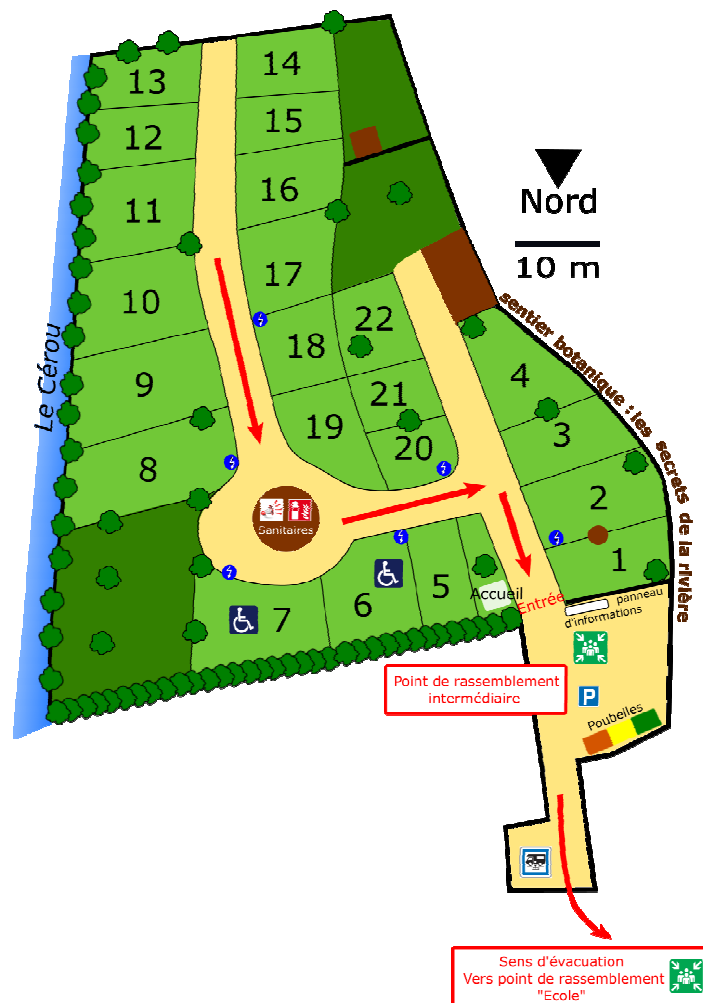 14
13
15
12
16
11
Nord
10 m
17
10
sentier botanique : les secrets de la rivière
22
18
4
Le Cérou
9
21
19
3
20
8
2
Sanitaires
1
5
6
7
Accueil
Entrée
panneau
d'informations
Point de rassemblement
intermédiaire
P
Poubelles
Sens d'évacuation
Vers point de rassemblement
"Ecole"